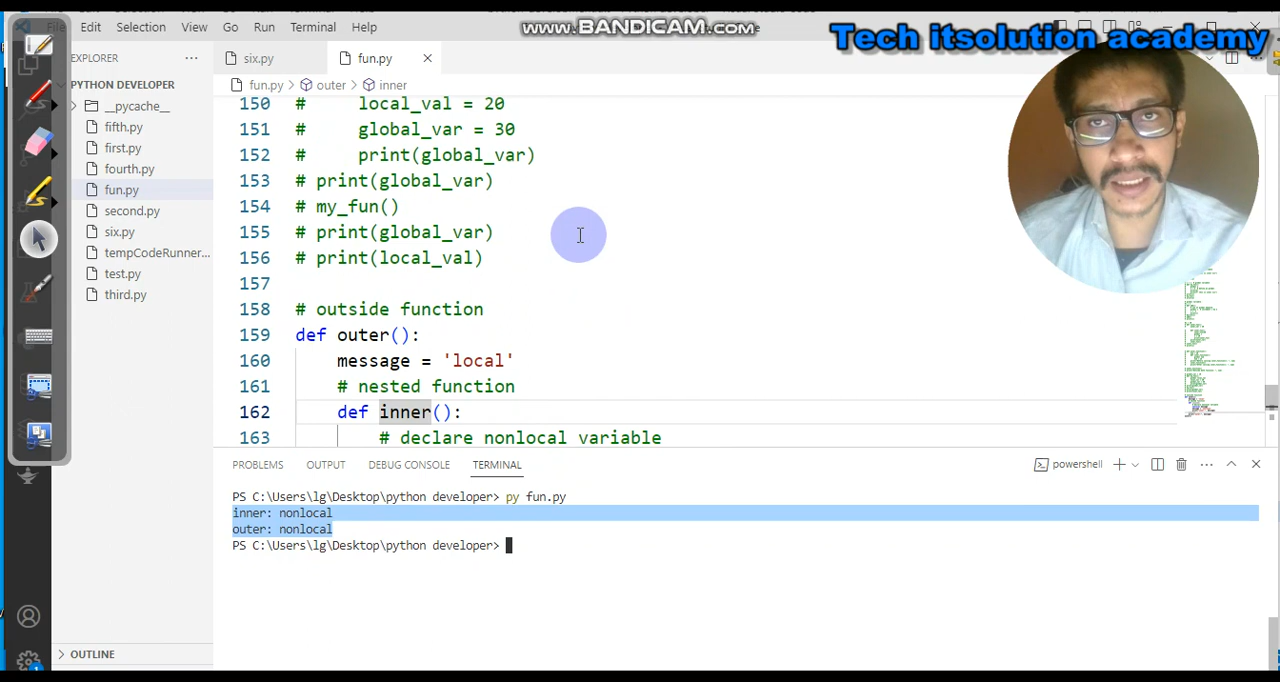 File Edit Selection View Go Run Terminal Help
www.BANDICAM.com
Tech itsolution academy
EXPLORER ...
six.py fun.py
PYTHON DEVELOPER
fun.py > outer > inner
__pycache__
fifth.py
first.py
fourth.py
fun.py
second.py
six.py
tempCodeRunner...
test.py
third.py
150 # local_val = 20
151 # global_var = 30
152 # print(global_var)
153 # print(global_var)
154 # my_fun()
155 # print(global_var)
156 # print(local_val)
157
158 # outside function
159 def outer():
160 message = 'local'
161 # nested function
162 def inner():
163 # declare nonlocal variable
PROBLEMS OUTPUT DEBUG CONSOLE TERMINAL
powershell
PS C:\Users\lg\Desktop\python developer> py fun.py
inner: nonlocal
outer: nonlocal
PS C:\Users\lg\Desktop\python developer>
OUTLINE